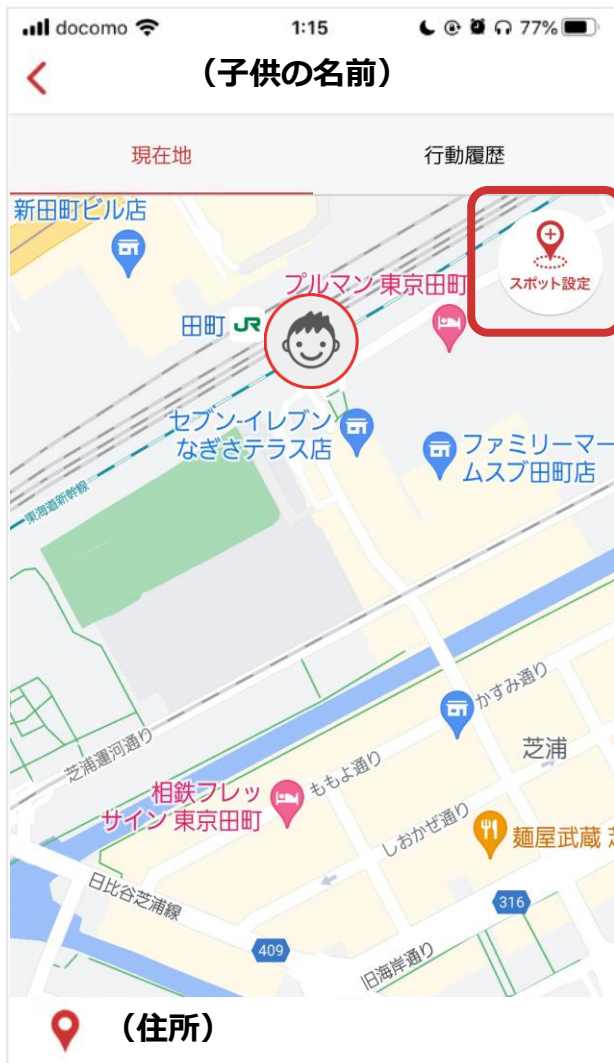 docomo 1:15 77%
（子供の名前）
現在地 行動履歴
新田町ビル店
スポット設定
プルマン東京田町
田町 JR
セブン-イレブン
なぎさテラス店
ファミリーマー
ムスブ田町店
東海道新幹線
かすみ通り
芝浦運河通り
芝浦
相鉄フレッ
サイン 東京田町
ももよ通り
しおかぜ通り
麺屋武蔵
日比谷芝浦線
316
409
旧海岸通り
（住所）